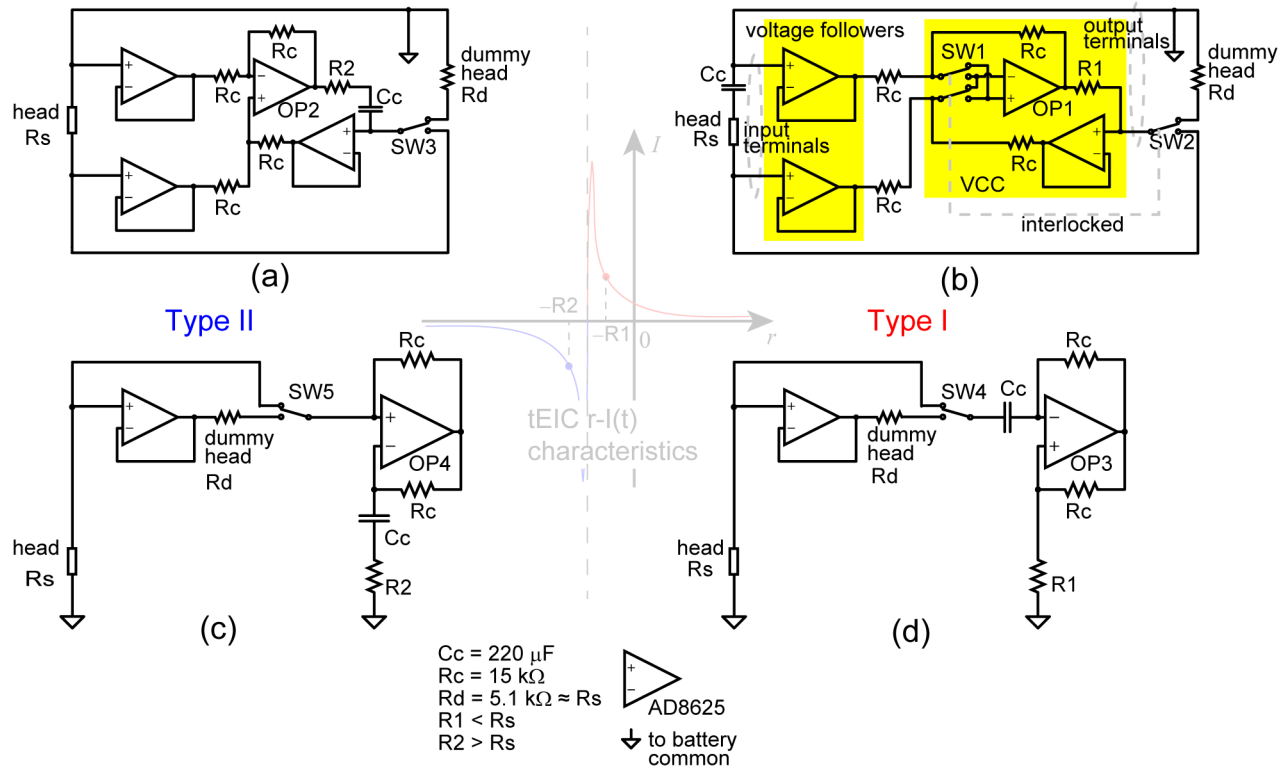 Rc
R2
dummy
head
Rd
Rc
OP2
Cc
head
Rs
Rc
SW3
Rc
(a)
voltage followers
output
terminals
SW1
Rc
dummy
head
Rd
Cc
Rc
R1
OP1
head
Rs
input
terminals
SW2
Rc
VCC
Rc
interlocked
(b)
I
–R2
–R1
0
r
tEIC r-I(t)
characteristics
Type II
Rc
SW5
dummy
head
Rd
OP4
Rc
Cc
head
Rs
R2
(c)
Type I
Rc
SW4
Cc
dummy
head
Rd
OP3
Rc
head
Rs
R1
(d)
Cc = 220 μF
Rc = 15 kΩ
Rd = 5.1 kΩ ≈ Rs
R1 < Rs
R2 > Rs
AD8625
to battery
common